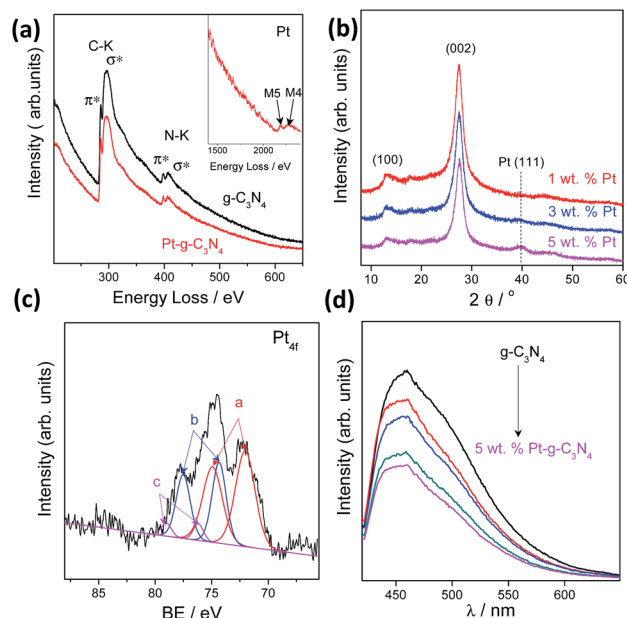 (a)
C-K
σ*
π*
N-K
π*
σ*
g-C₃N₄
Pt-g-C₃N₄
Pt
M5
M4
1500
2000
Energy Loss / eV
Intensity ( arb.units)
300
400
500
600
Energy Loss / eV
(b)
(002)
(100)
Pt (111)
1 wt. % Pt
3 wt. % Pt
5 wt. % Pt
Intensity (arb.units)
10
20
30
40
50
60
2 θ / °
(c)
Pt₄f
a
b
c
Intensity (arb. units)
85
80
75
70
BE / eV
(d)
g-C₃N₄
5 wt. % Pt-g-C₃N₄
Intensity (arb. units)
450
500
550
600
λ / nm